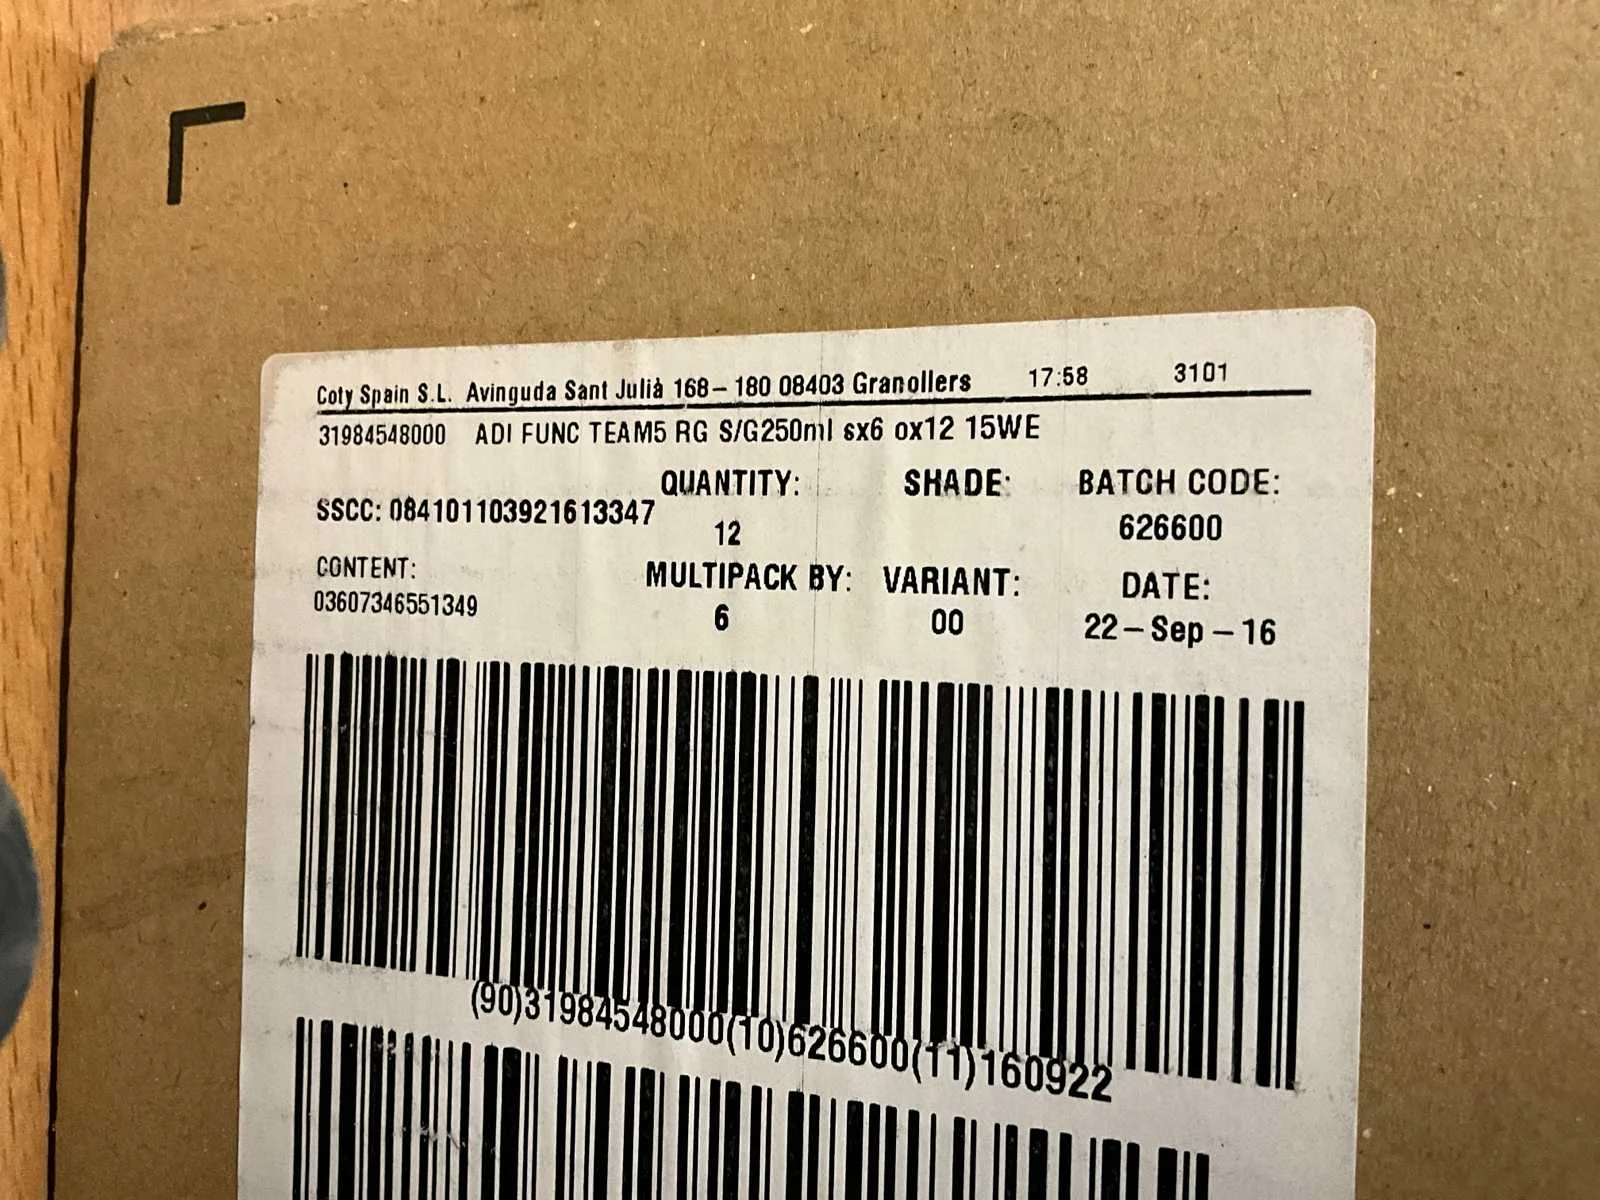 Coty Spain S.L. Avinguda Sant Julià 168- 180 08403 Granollers 17:58 3101
31984548000 ADI FUNC TEAM5 RG S/G250ml sx6 ox12 15WE
QUANTITY: SHADE: BATCH CODE:
SSCC: 084101103921613347
12 626600
CONTENT: MULTIPACK BY: VARIANT: DATE:
03607346551349 6 00 22-Sep-16
(90)31984548000(10)626600(11)160922